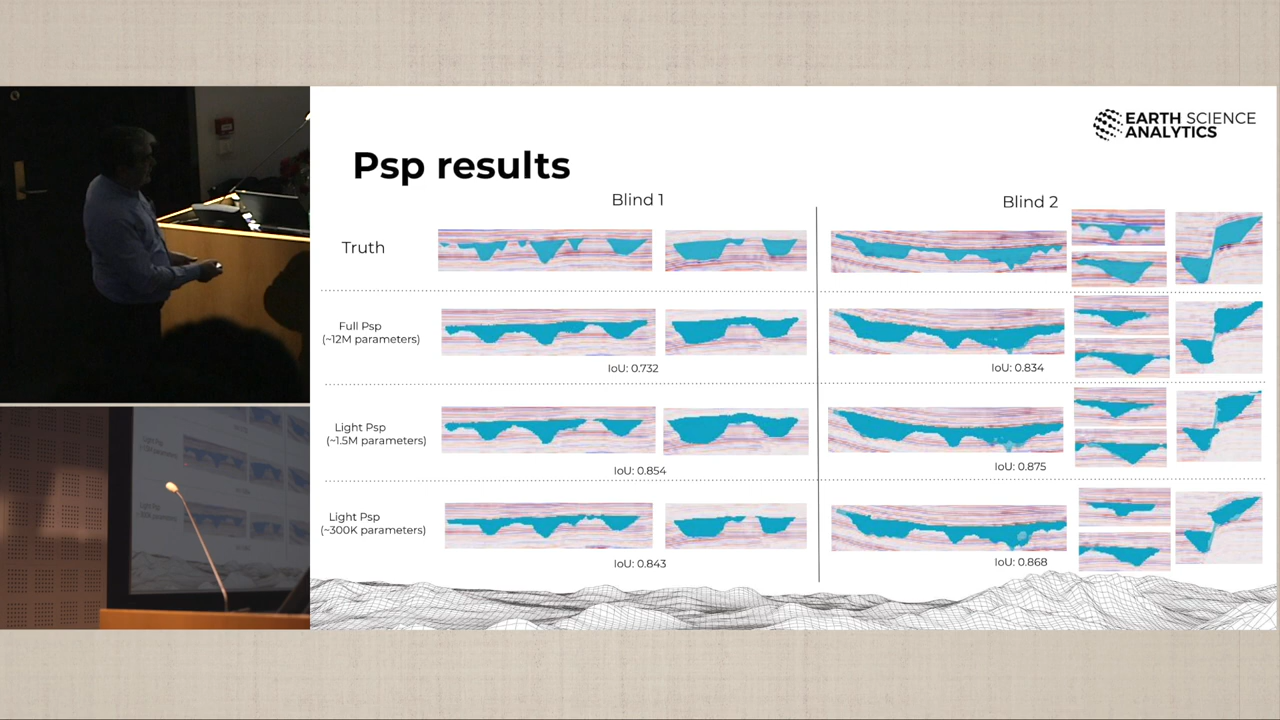 EARTH SCIENCE
ANALYTICS
Psp results
Blind 1
Blind 2
Truth
Full Psp
(~12M parameters)
IoU: 0.732
IoU: 0.834
Light Psp
(~1.5M parameters)
IoU: 0.854
IoU: 0.875
Light Psp
(~300K parameters)
IoU: 0.843
IoU: 0.868